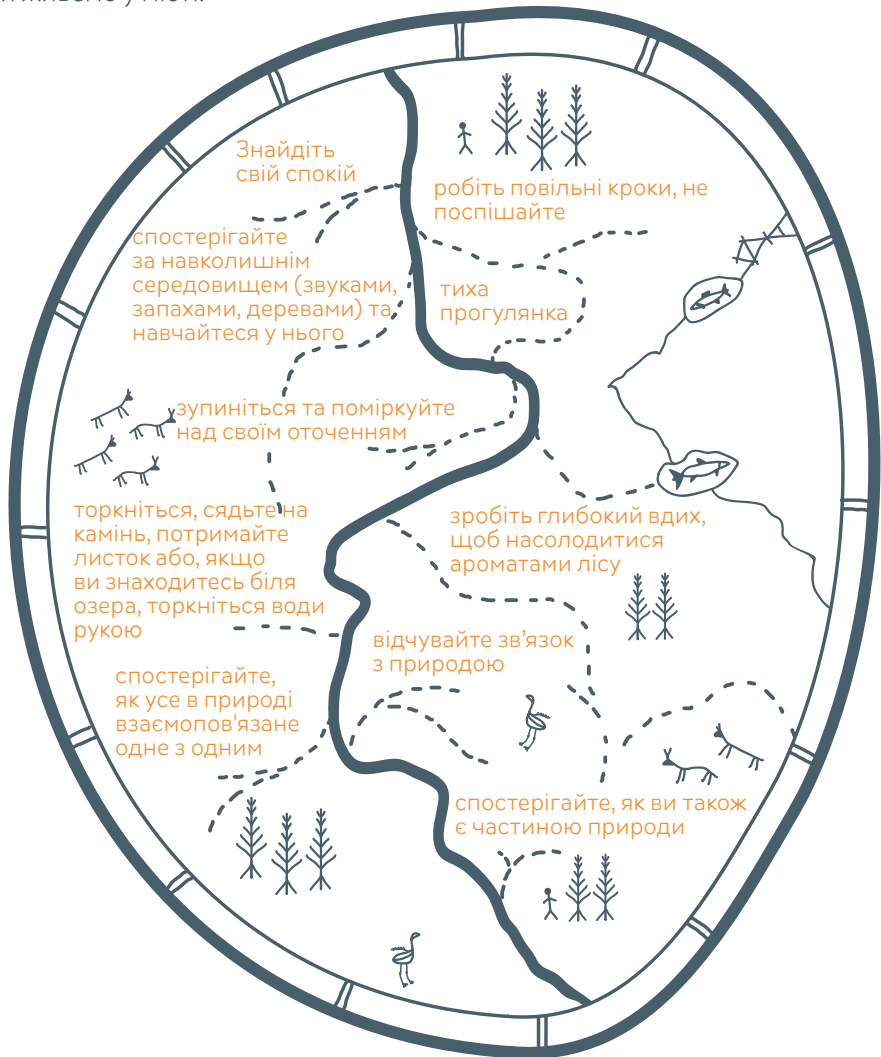 Знайдіть
свій спокій
робіть повільні кроки, не
поспішайте
спостерігайте
за навколишнім
середовищем (звуками,
запахами, деревами) та
навчайтеся у нього
тиха
прогулянка
зупиніться та поміркуйте
над своїм оточенням
торкніться, сядьте на
камінь, потримайте
листок або, якщо
ви знаходитесь біля
озера, торкніться води
рукою
зробіть глибокий вдих,
щоб насолодитися
ароматами лісу
відчувайте зв’язок
з природою
спостерігайте,
як усе в природі
взаємопов'язане
одне з одним
спостерігайте, як ви також
є частиною природи